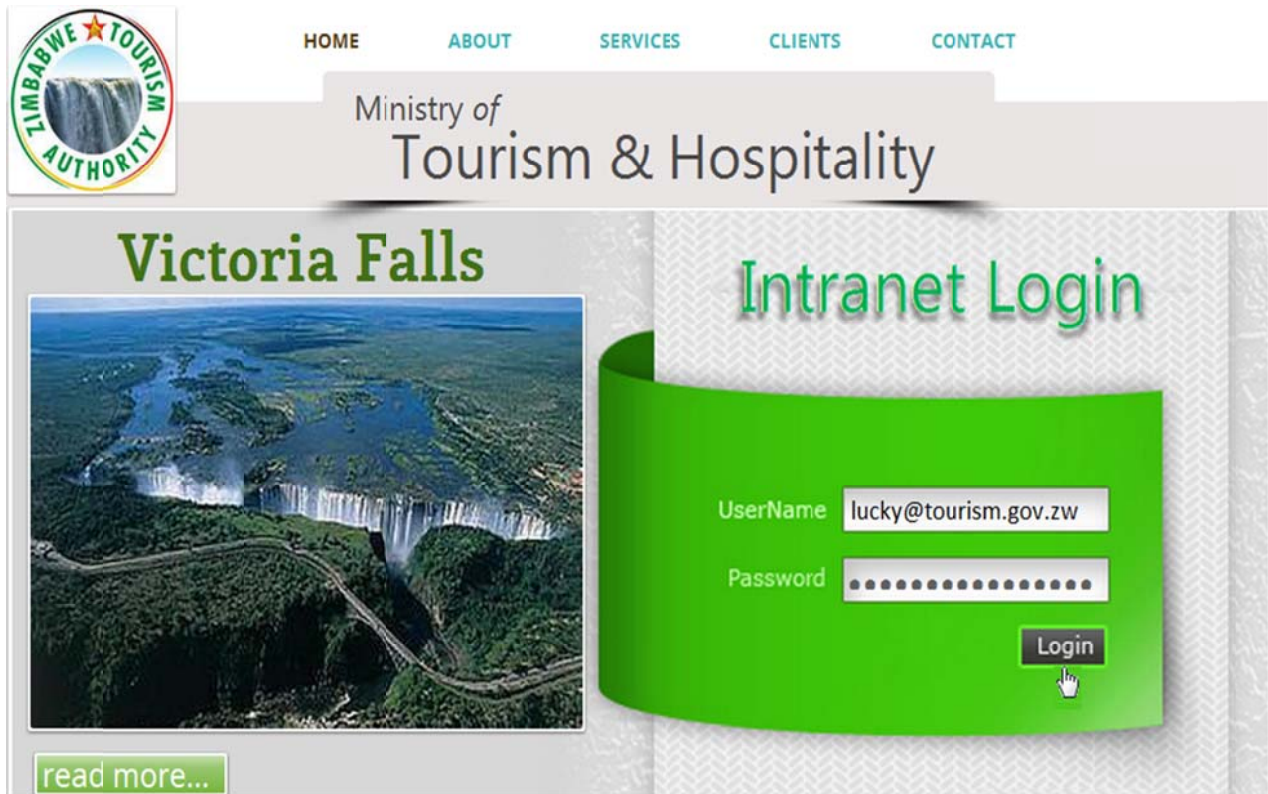 ZIMBABWE TOURISM AUTHORITY
HOME ABOUT SERVICES CLIENTS CONTACT
Ministry of
Tourism & Hospitality
Victoria Falls
Intranet Login
UserName lucky@tourism.gov.zw
Password
Login
read more...